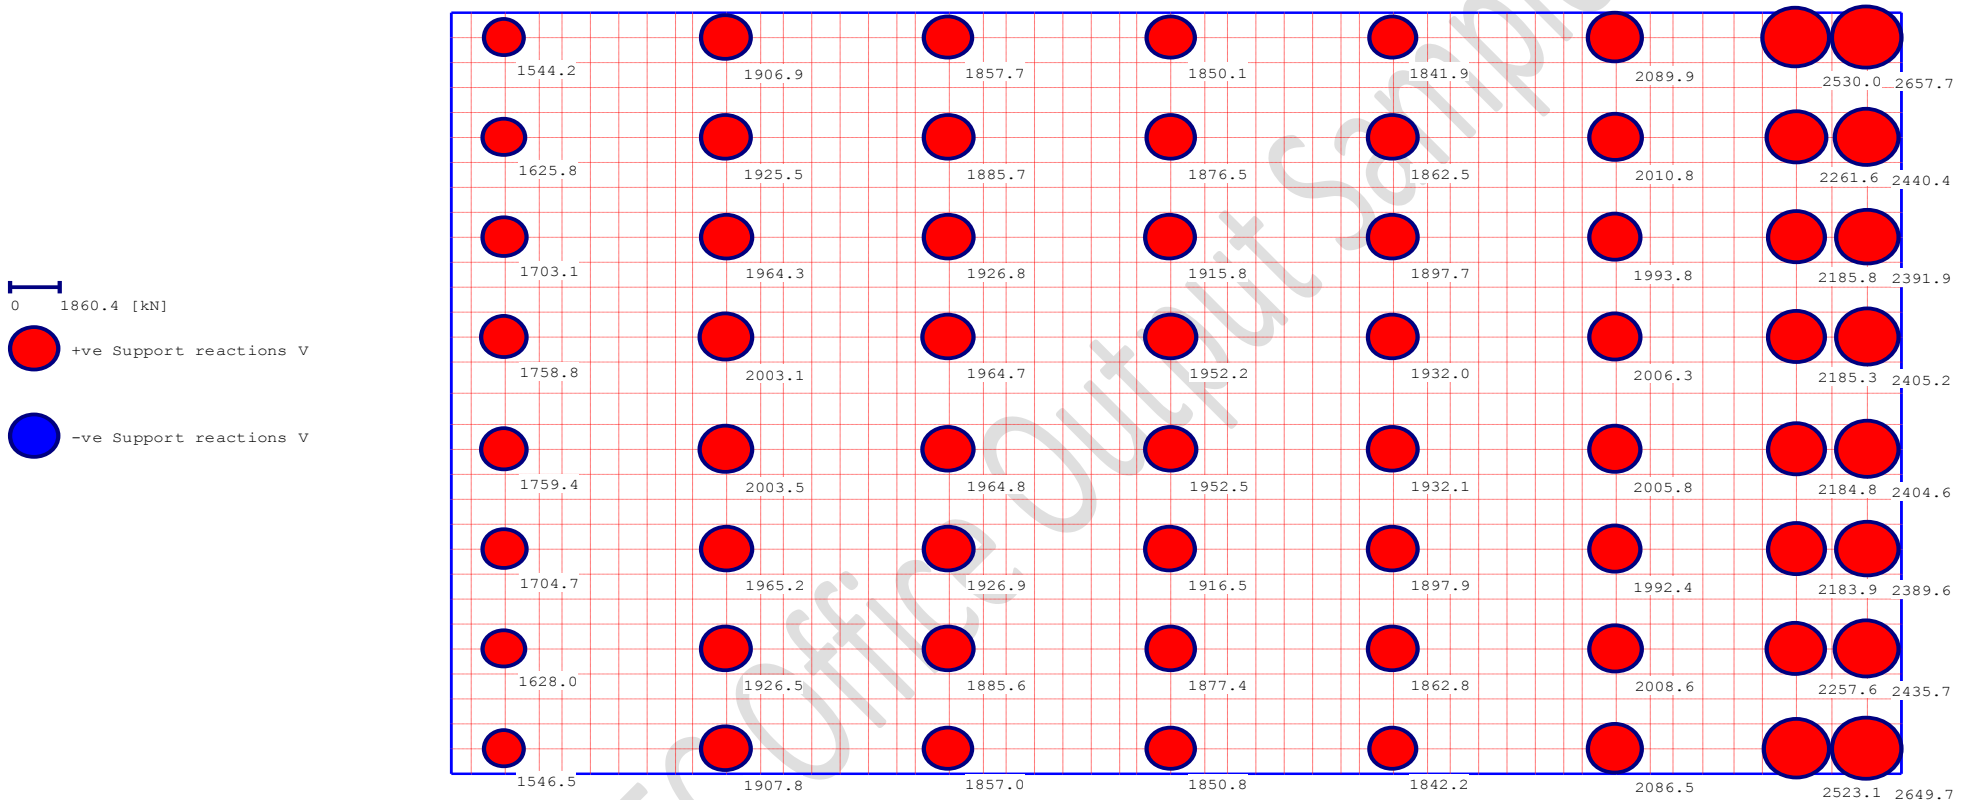 1544.2 1906.9 1857.7 1850.1 1841.9 2089.9 2530.0 2657.7
1625.8 1925.5 1885.7 1876.5 1862.5 2010.8 2261.6 2440.4
1703.1 1964.3 1926.8 1915.8 1897.7 1993.8 2185.8 2391.9
0 1860.4 [kN]
+ve Support reactions V
1758.8 2003.1 1964.7 1952.2 1932.0 2006.3 2185.3 2405.2
-ve Support reactions V
1759.4 2003.5 1964.8 1952.5 1932.1 2005.8 2184.8 2404.6
1704.7 1965.2 1926.9 1916.5 1897.9 1992.4 2183.9 2389.6
1628.0 1926.5 1885.6 1877.4 1862.8 2008.6 2257.6 2435.7
1546.5 1907.8 1857.0 1850.8 1842.2 2086.5 2523.1 2649.7
Office Output Sample